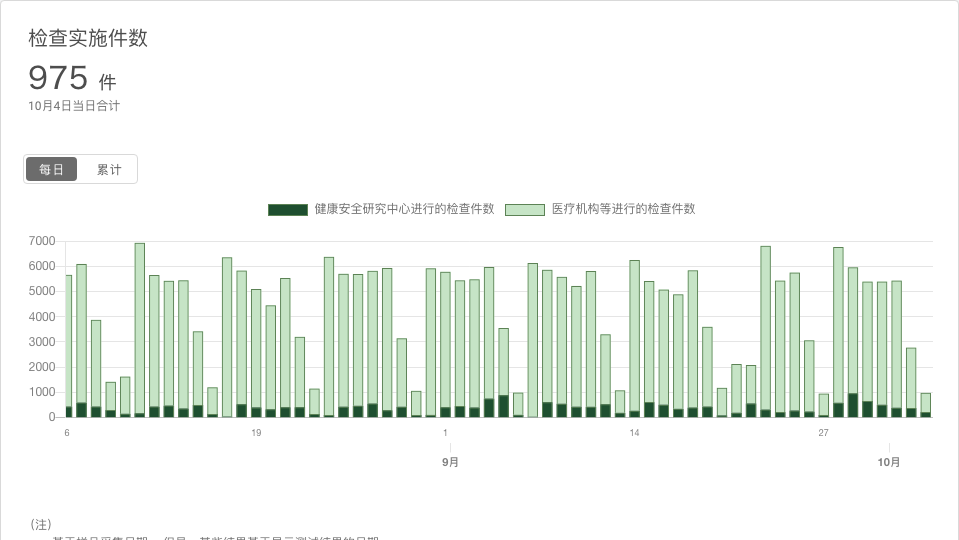 检查实施件数
975 件
10月4日当日合计
每日 累计
健康安全研究中心进行的检查件数 医疗机构等进行的检查件数
7000
6000
5000
4000
3000
2000
1000
0
6 19 1 14 27
9月 10月
（注）